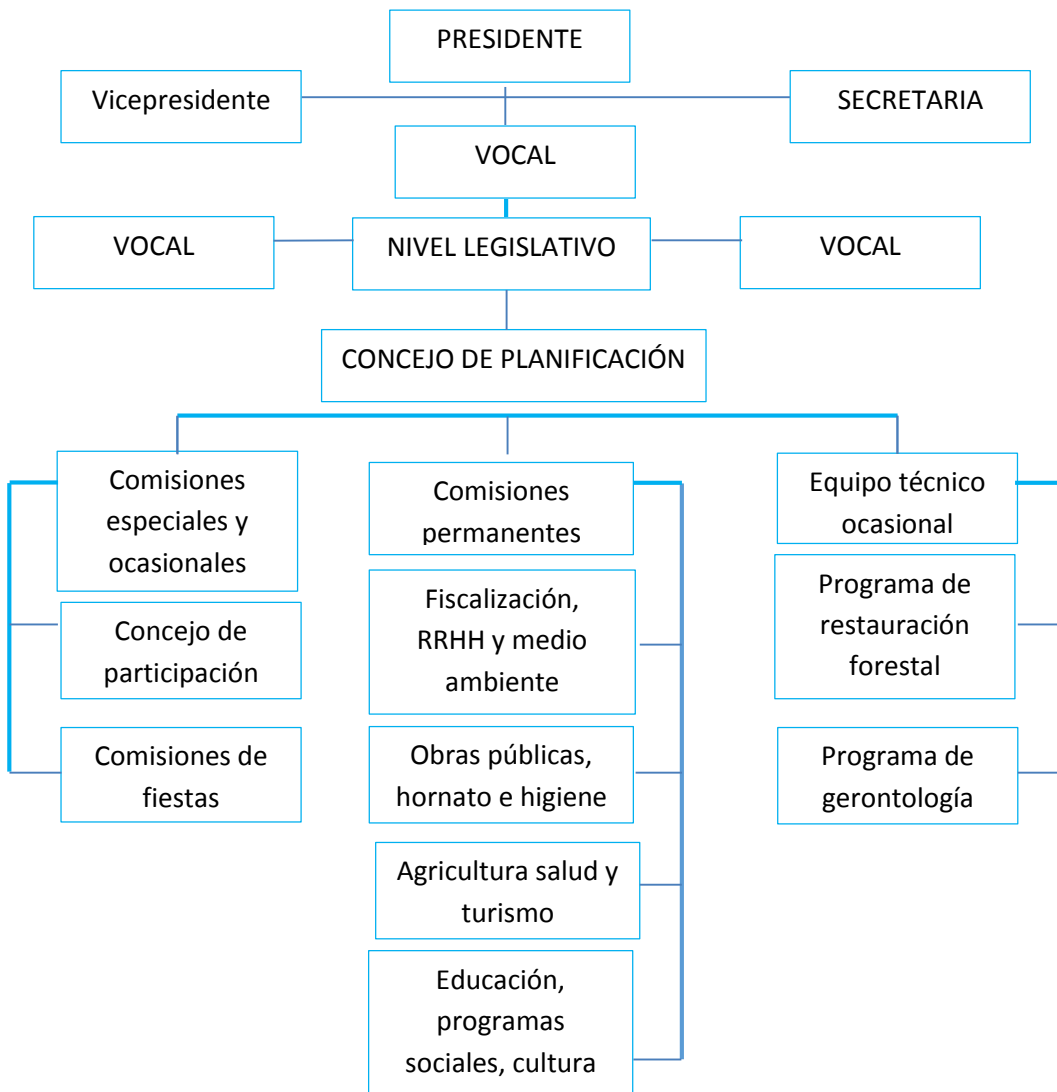 PRESIDENTE
Vicepresidente
SECRETARIA
VOCAL
VOCAL
NIVEL LEGISLATIVO
VOCAL
CONCEJO DE PLANIFICACIÓN
Comisiones
especiales y
ocasionales
Concejo de
participación
Comisiones de
fiestas
Comisiones
permanentes
Fiscalización,
RRHH y medio
ambiente
Obras públicas,
hornato e higiene
Agricultura salud y
turismo
Educación,
programas
sociales, cultura
Equipo técnico
ocasional
Programa de
restauración
forestal
Programa de
gerontología